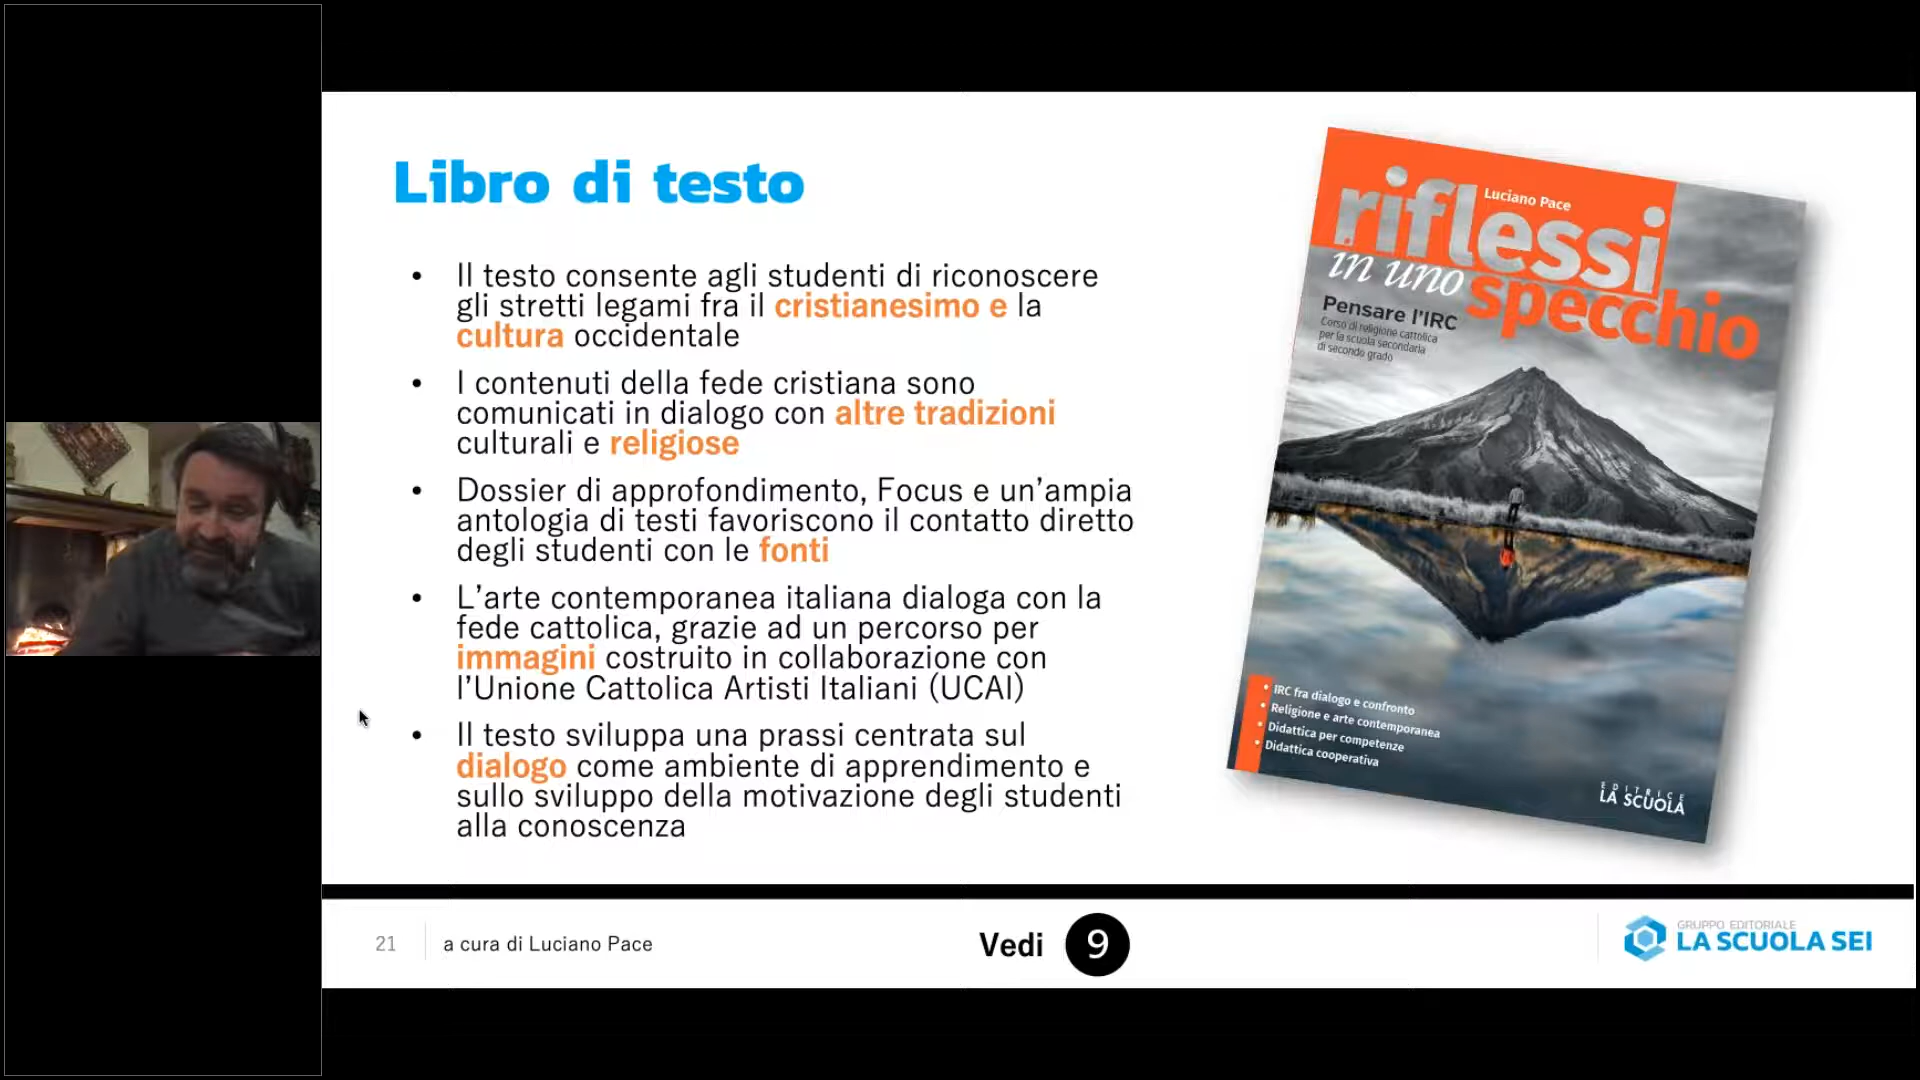 Libro di testo
• Il testo consente agli studenti di riconoscere
gli stretti legami fra il cristianesimo e la
cultura occidentale
• I contenuti della fede cristiana sono
comunicati in dialogo con altre tradizioni
culturali e religiose
• Dossier di approfondimento, Focus e un’ampia
antologia di testi favoriscono il contatto diretto
degli studenti con le fonti
• L’arte contemporanea italiana dialoga con la
fede cattolica, grazie ad un percorso per
immagini costruito in collaborazione con
l’Unione Cattolica Artisti Italiani (UCAI)
• Il testo sviluppa una prassi centrata sul
dialogo come ambiente di apprendimento e
sullo sviluppo della motivazione degli studenti
alla conoscenza
Luciano Pace
riflessi
in uno specchio
Pensare l'IRC
Corso di religione cattolica
per la scuola secondaria
di secondo grado
• IRC fra dialogo e confronto
• Religione e arte contemporanea
• Didattica per competenze
• Didattica cooperativa
EDITRICE
LA SCUOLA
21
a cura di Luciano Pace
Vedi 9
GRUPPO EDITORIALE
LA SCUOLA SEI